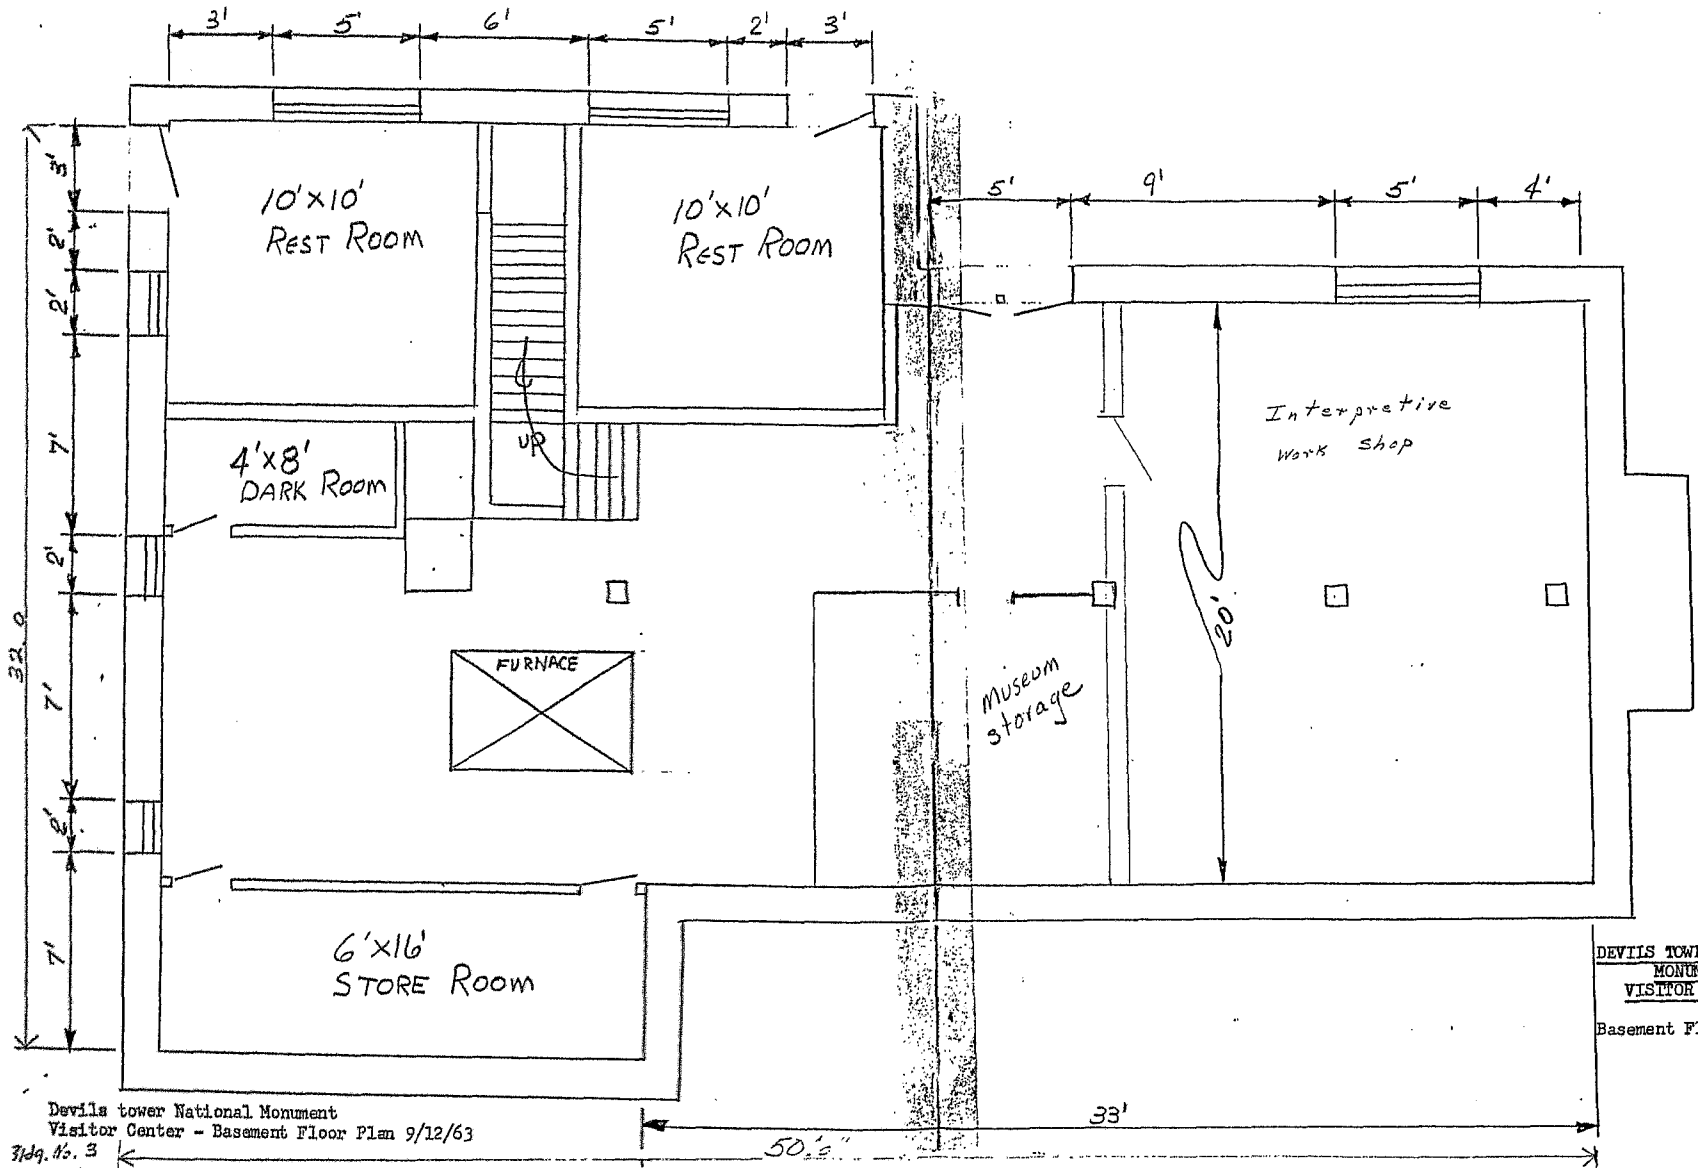 3' 5' 6' 5' 2' 3'
5' 9' 5' 4'
3'
2'
2'
7'
2'
7'
2'
7'
32.0
10'X10'
REST ROOM
10'X10'
REST ROOM
up
4'X8'
DARK ROOM
Interpretive
Work Shop
20'
FURNACE
Museum
storage
6'X16'
STORE ROOM
DEVILS TOW
MONUM
VISITOR
Basement Fl
Devils tower National Monument
Visitor Center - Basement Floor Plan 9/12/63
Bldg. No. 3
33'